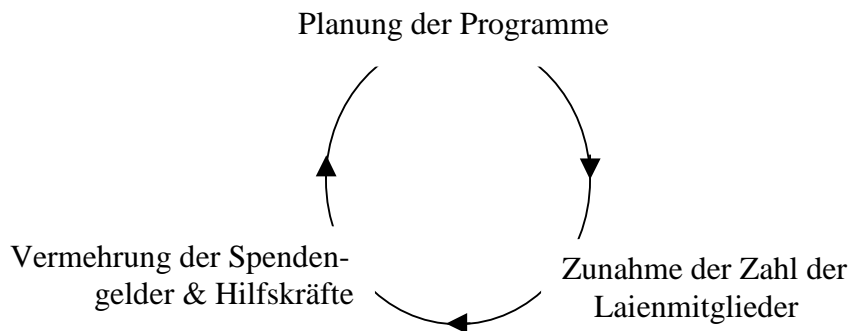 Planung der Programme
Vermehrung der Spenden-
gelder & Hilfskräfte
Zunahme der Zahl der
Laienmitglieder